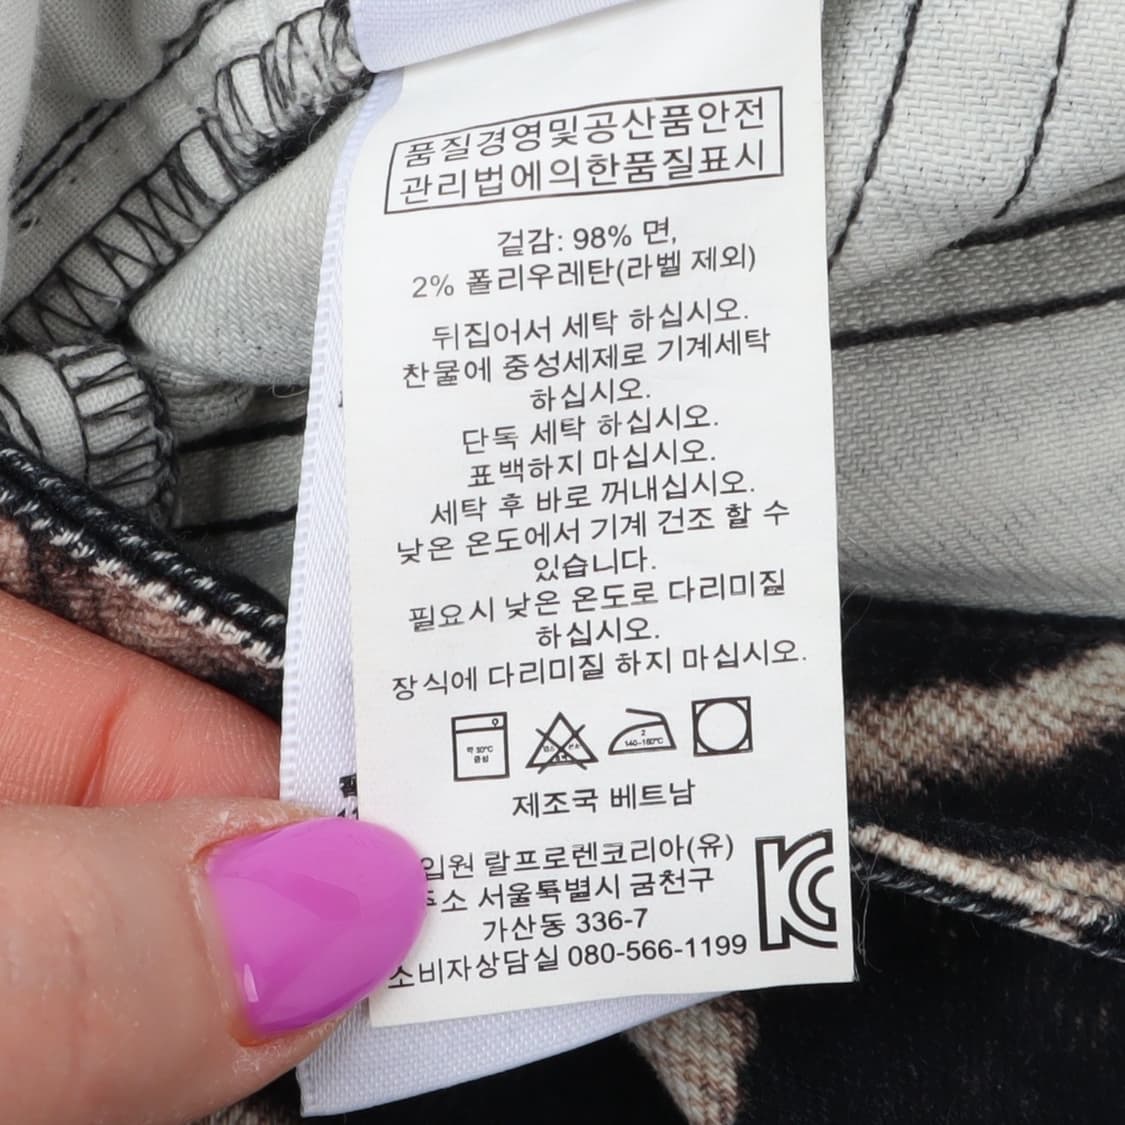 품질경영및공산품안전
관리법에의한품질표시
겉감: 98% 면,
2% 폴리우레탄(라벨 제외)
뒤집어서 세탁 하십시오.
찬물에 중성세제로 기계세탁
하십시오.
단독 세탁 하십시오.
표백하지 마십시오.
세탁 후 바로 꺼내십시오.
낮은 온도에서 기계 건조 할 수
있습니다.
필요시 낮은 온도로 다리미질
하십시오.
장식에 다리미질 하지 마십시오.
약 30°C
중성
2
140~160°C
제조국 베트남
입원 랄프로렌코리아(유)
소 서울특별시 금천구
가산동 336-7
소비자상담실 080-566-1199